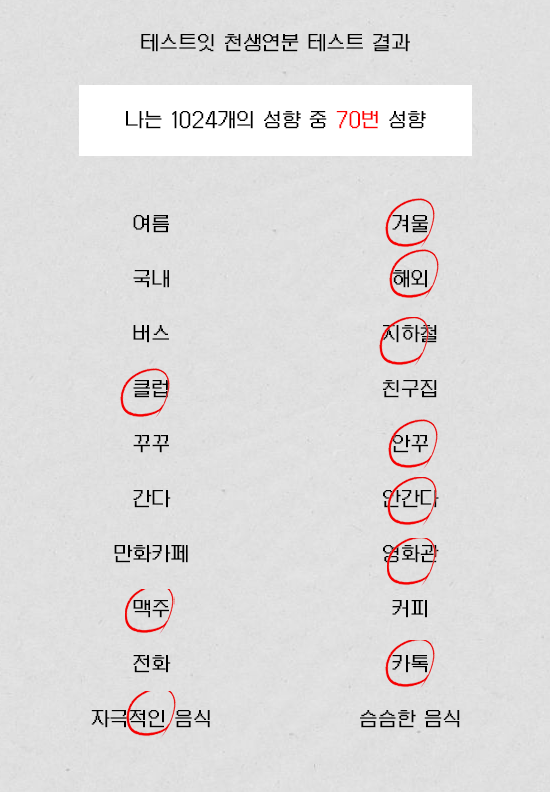 테스트잇 천생연분 테스트 결과
나는 1024개의 성향 중 70번 성향
여름 겨울
국내 해외
버스 지하철
클럽 친구집
꾸꾸 안꾸
간다 안간다
만화카페 영화관
맥주 커피
전화 카톡
자극적인 음식 슴슴한 음식